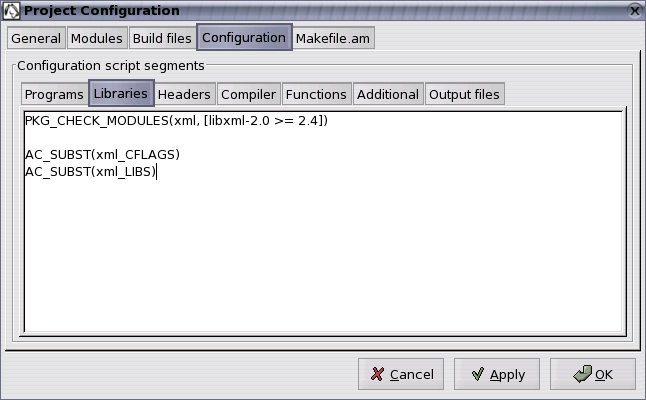 Project Configuration
General Modules Build files Configuration Makefile.am
Configuration script segments
Programs Libraries Headers Compiler Functions Additional Output files
PKG_CHECK_MODULES(xml, [libxml-2.0 >= 2.4])
AC_SUBST(xml_CFLAGS)
AC_SUBST(xml_LIBS)
Cancel Apply OK